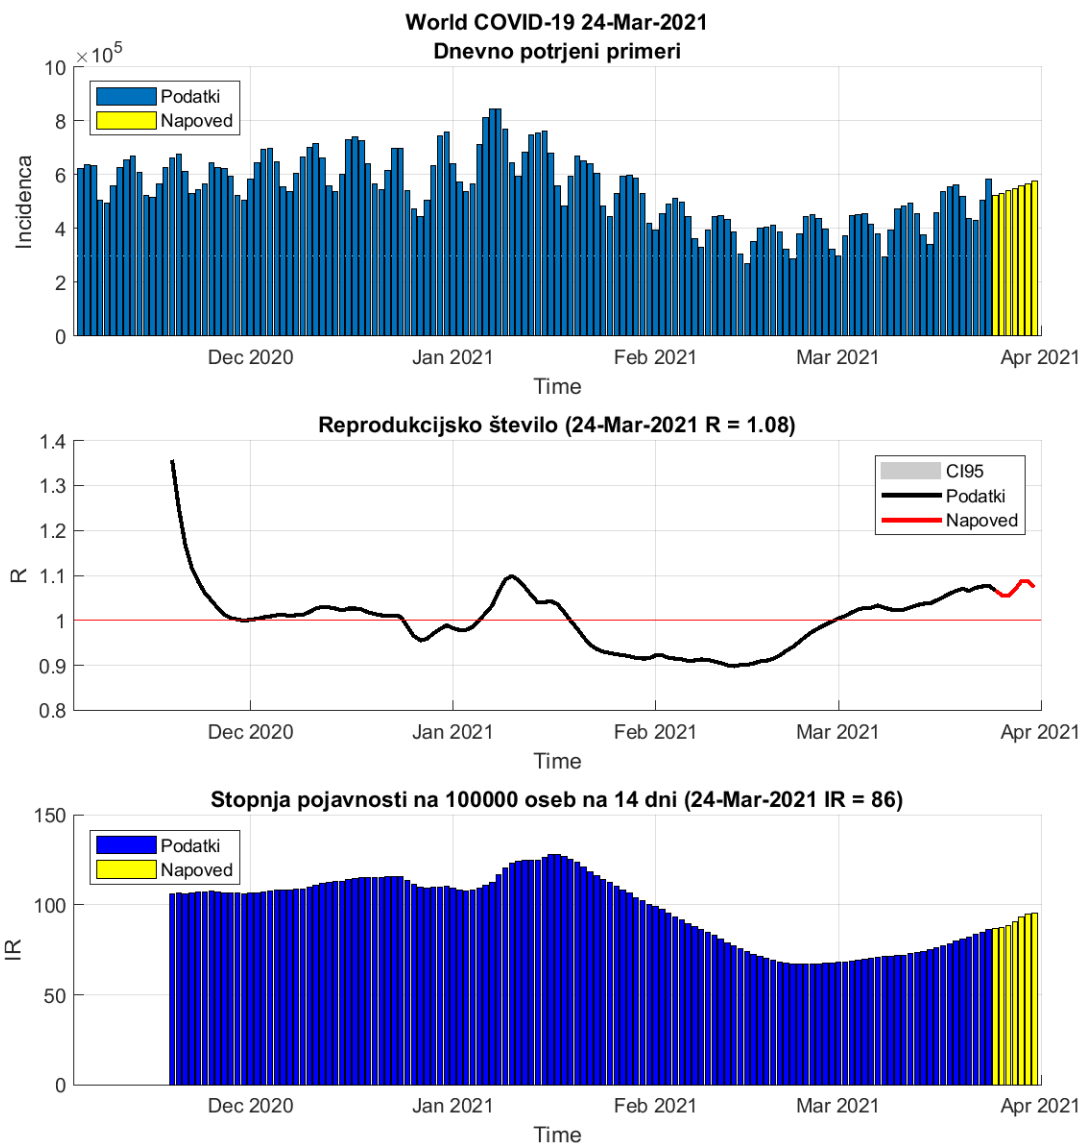 World COVID-19 24-Mar-2021
Dnevno potrjeni primeri
×10^5
10
8
6
4
2
0
Incidenca
Podatki
Napoved
Dec 2020
Jan 2021
Feb 2021
Mar 2021
Apr 2021
Time
Reprodukcijsko število (24-Mar-2021 R = 1.08)
1.4
1.3
1.2
1.1
1
0.9
0.8
R
CI95
Podatki
Napoved
Dec 2020
Jan 2021
Feb 2021
Mar 2021
Apr 2021
Time
Stopnja pojavnosti na 100000 oseb na 14 dni (24-Mar-2021 IR = 86)
150
100
50
0
IR
Podatki
Napoved
Dec 2020
Jan 2021
Feb 2021
Mar 2021
Apr 2021
Time